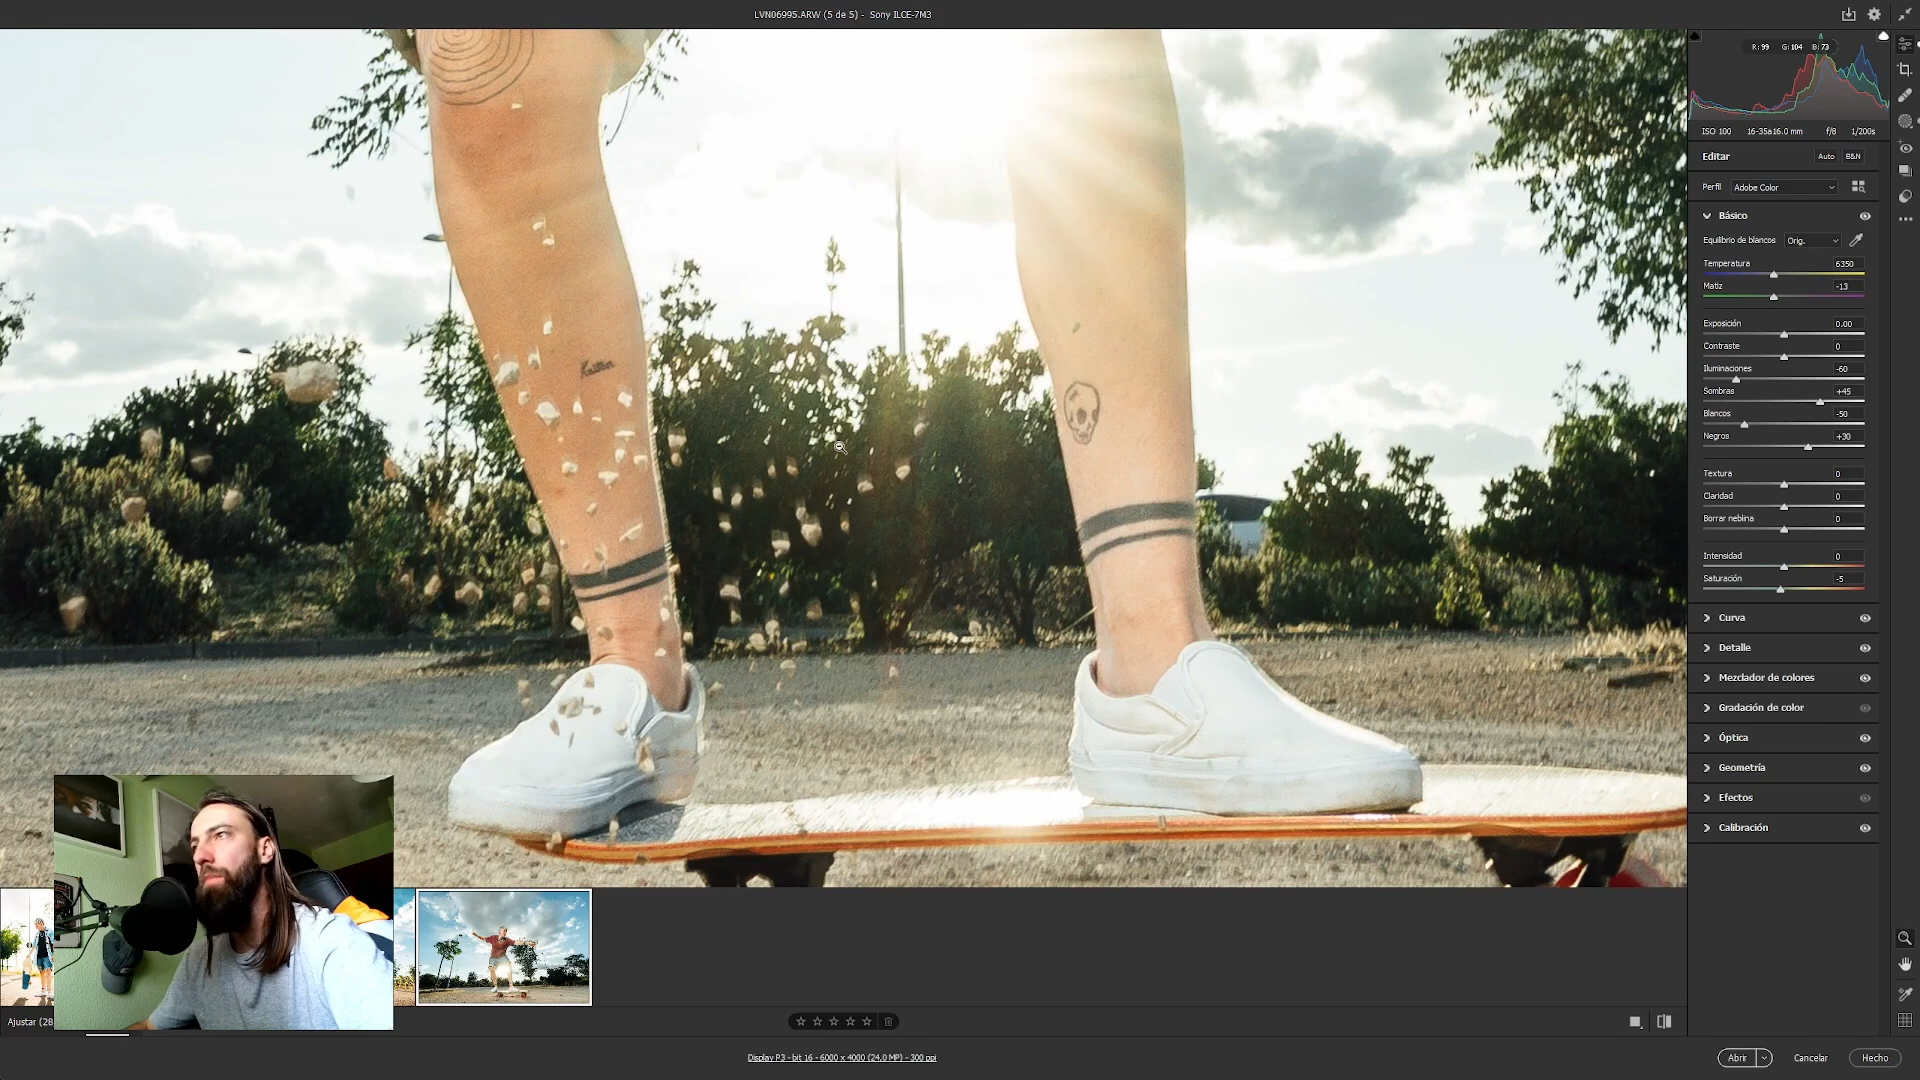 LVN06995.ARW (5 de 5) - Sony ILCE-7M3
R: 99 G: 104 B: 73
ISO 100 16-35a16.0 mm f/8 1/200s
Editar Auto B&N
Perfil Adobe Color
Básico
Equilibrio de blancos Orig.
Temperatura 6350
Matiz -13
Exposición 0.00
Contraste 0
Iluminaciones -60
Sombras +45
Blancos -50
Negros +30
Textura 0
Claridad 0
Borrar neblina 0
Intensidad 0
Saturación -5
Curva
Detalle
Mezclador de colores
Gradación de color
Óptica
Geometría
Efectos
Calibración
Ajustar (28
Display P3 - bit 16 - 6000 x 4000 (24.0 MP) - 300 ppi
Abrir Cancelar Hecho